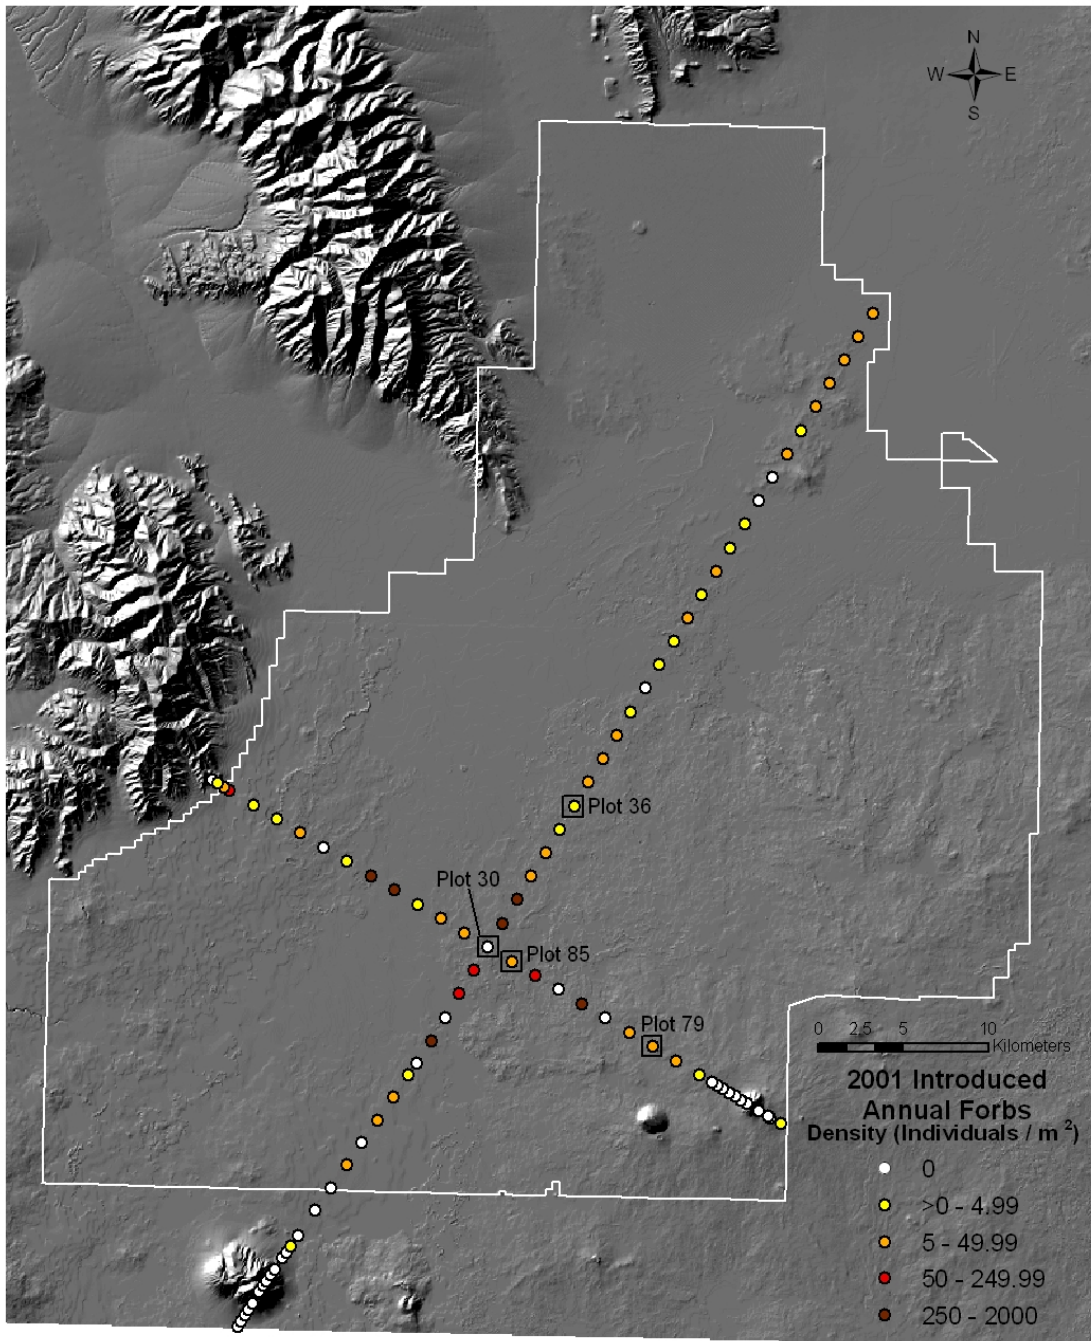 N
W E
S
Plot 36
Plot 30
Plot 85
Plot 79
0 2.5 5 10
Kilometers
2001 Introduced
Annual Forbs
Density (Individuals / m ²)
0
>0 - 4.99
5 - 49.99
50 - 249.99
250 - 2000